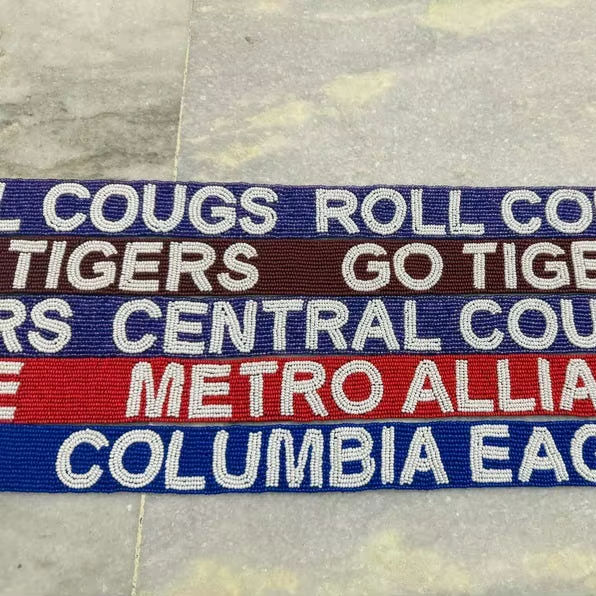 L COUGS ROLL CO
TIGERS GO TIGE
RS CENTRAL COU
E METRO ALLIA
COLUMBIA EAG